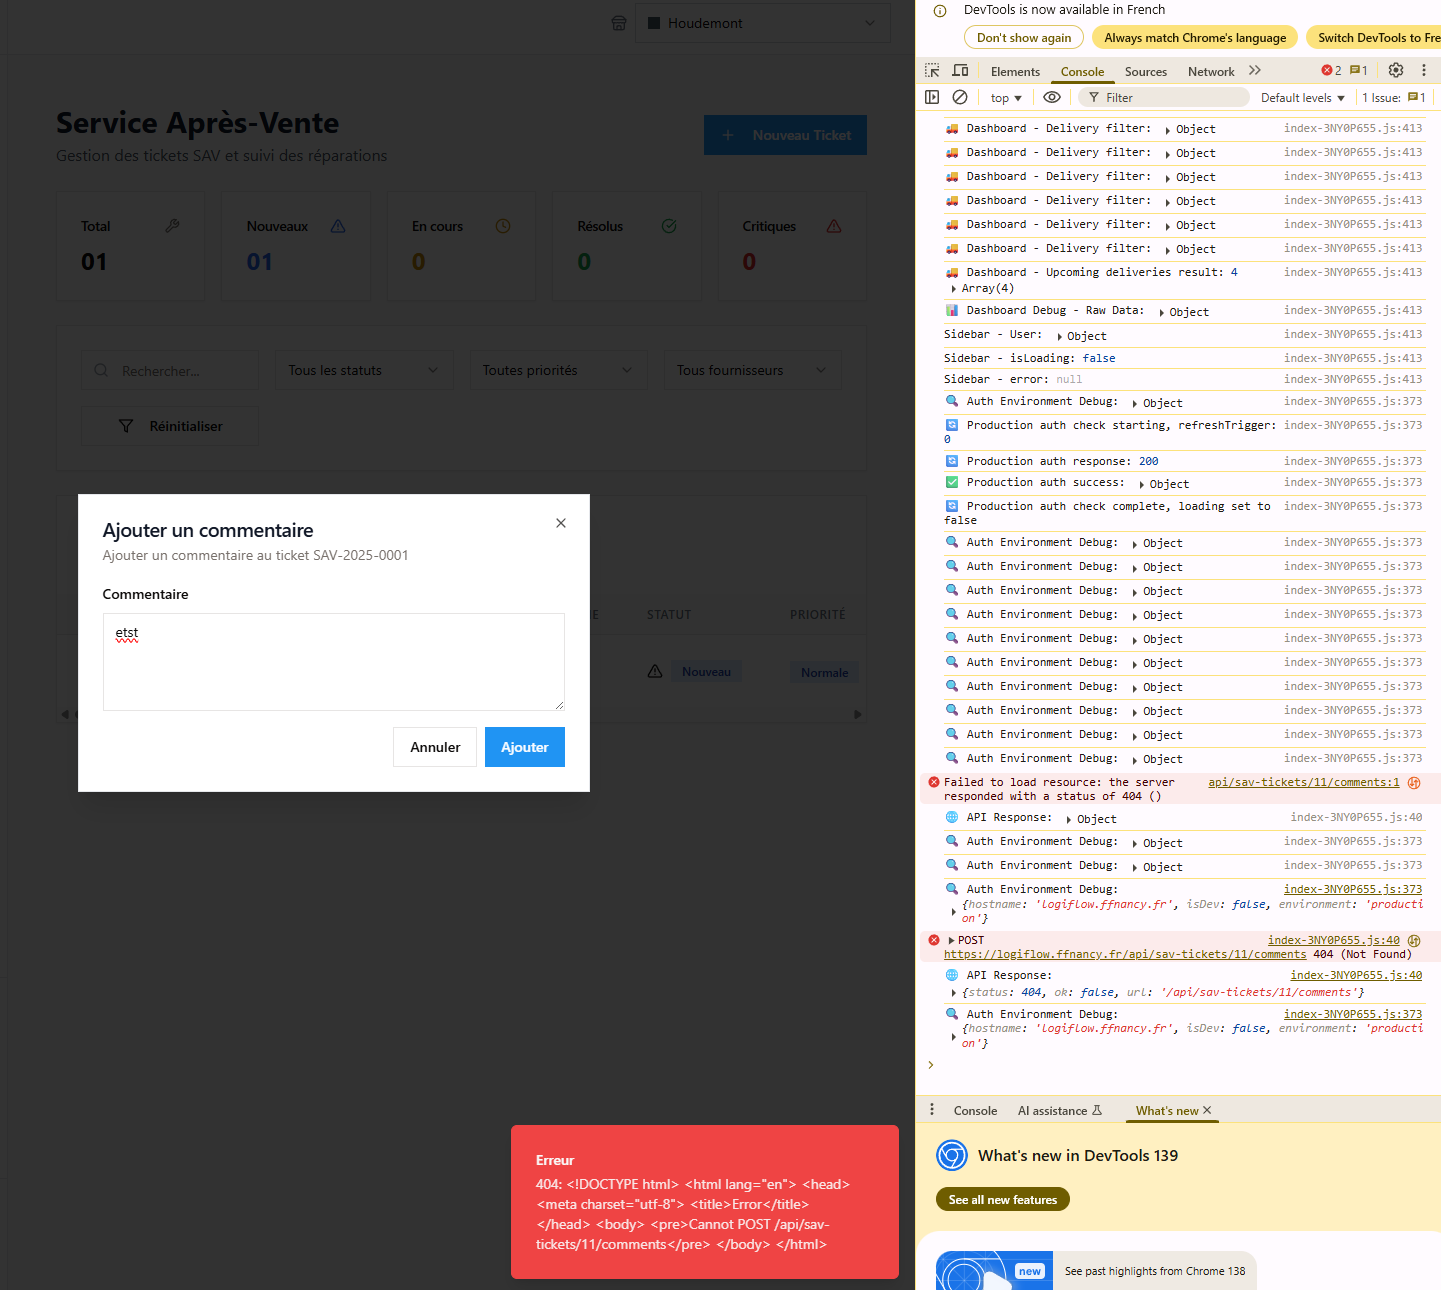 Houdemont
Service Après-Vente
Gestion des tickets SAV et suivi des réparations
Nouveau Ticket
Total
01
Nouveaux
01
En cours
0
Résolus
0
Critiques
0
Rechercher...
Tous les statuts
Toutes priorités
Tous fournisseurs
Réinitialiser
E
STATUT
PRIORITÉ
Nouveau
Normale
Ajouter un commentaire
Ajouter un commentaire au ticket SAV-2025-0001
Commentaire
etst
Annuler
Ajouter
Erreur
404: <!DOCTYPE html> <html lang="en"> <head>
<meta charset="utf-8"> <title>Error</title>
</head> <body> <pre>Cannot POST /api/sav-
tickets/11/comments</pre> </body> </html>
DevTools is now available in French
Don't show again
Always match Chrome's language
Switch DevTools to Fre
Elements
Console
Sources
Network
2
1
top
Filter
Default levels
1 Issue:
1
Dashboard - Delivery filter: Object index-3NY0P655.js:413
Dashboard - Delivery filter: Object index-3NY0P655.js:413
Dashboard - Delivery filter: Object index-3NY0P655.js:413
Dashboard - Delivery filter: Object index-3NY0P655.js:413
Dashboard - Delivery filter: Object index-3NY0P655.js:413
Dashboard - Delivery filter: Object index-3NY0P655.js:413
Dashboard - Upcoming deliveries result: 4 index-3NY0P655.js:413
Array(4)
Dashboard Debug - Raw Data: Object index-3NY0P655.js:413
Sidebar - User: Object index-3NY0P655.js:413
Sidebar - isLoading: false index-3NY0P655.js:413
Sidebar - error: null index-3NY0P655.js:413
Auth Environment Debug: Object index-3NY0P655.js:373
Production auth check starting, refreshTrigger: index-3NY0P655.js:373
0
Production auth response: 200 index-3NY0P655.js:373
Production auth success: Object index-3NY0P655.js:373
Production auth check complete, loading set to index-3NY0P655.js:373
false
Auth Environment Debug: Object index-3NY0P655.js:373
Auth Environment Debug: Object index-3NY0P655.js:373
Auth Environment Debug: Object index-3NY0P655.js:373
Auth Environment Debug: Object index-3NY0P655.js:373
Auth Environment Debug: Object index-3NY0P655.js:373
Auth Environment Debug: Object index-3NY0P655.js:373
Auth Environment Debug: Object index-3NY0P655.js:373
Auth Environment Debug: Object index-3NY0P655.js:373
Auth Environment Debug: Object index-3NY0P655.js:373
Auth Environment Debug: Object index-3NY0P655.js:373
Failed to load resource: the server api/sav-tickets/11/comments:1
responded with a status of 404 ()
API Response: Object index-3NY0P655.js:40
Auth Environment Debug: Object index-3NY0P655.js:373
Auth Environment Debug: Object index-3NY0P655.js:373
Auth Environment Debug: index-3NY0P655.js:373
{hostname: 'logiflow.ffnancy.fr', isDev: false, environment: 'producti
on'}
POST index-3NY0P655.js:40
https://logiflow.ffnancy.fr/api/sav-tickets/11/comments 404 (Not Found)
API Response: index-3NY0P655.js:40
{status: 404, ok: false, url: '/api/sav-tickets/11/comments'}
Auth Environment Debug: index-3NY0P655.js:373
{hostname: 'logiflow.ffnancy.fr', isDev: false, environment: 'producti
on'}
Console
AI assistance
What's new
What's new in DevTools 139
See all new features
new
See past highlights from Chrome 138